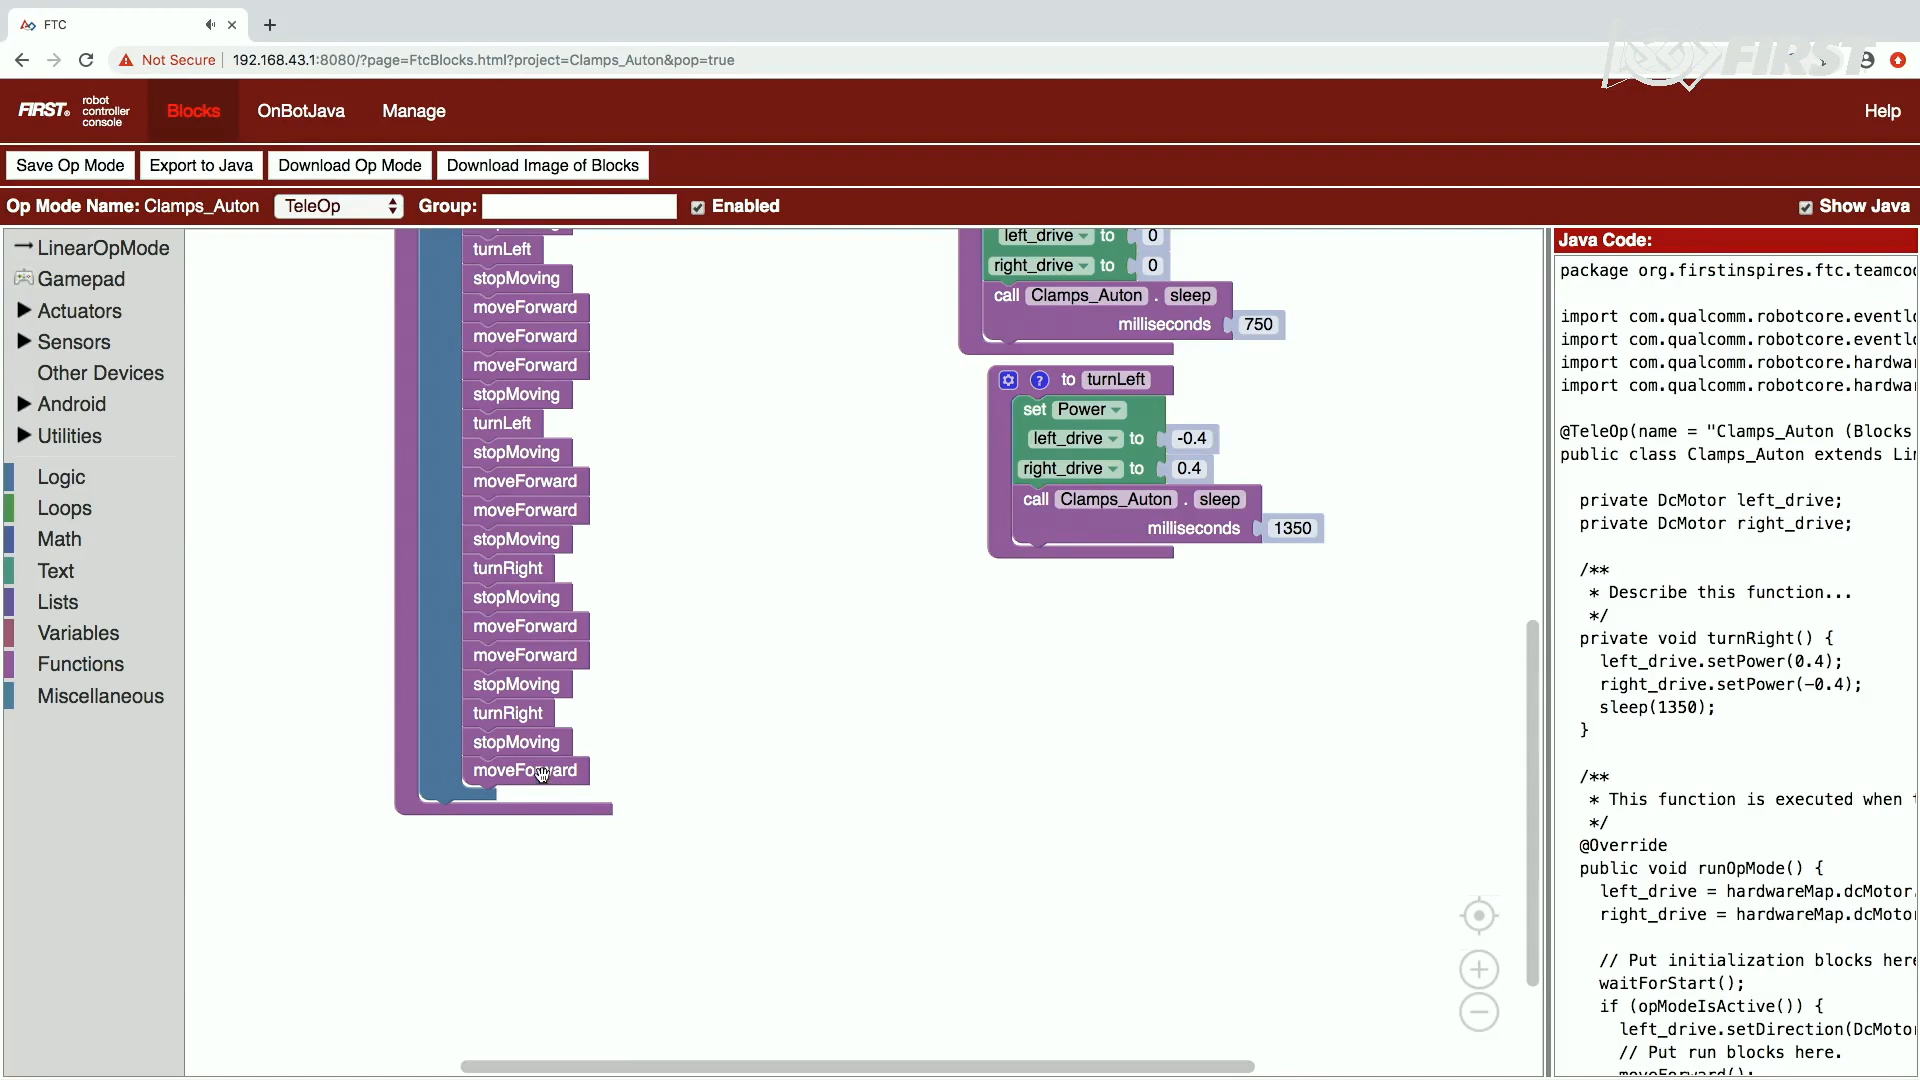 FTC
Not Secure 192.168.43.1:8080/?page=FtcBlocks.html?project=Clamps_Auton&pop=true
FIRST
FIRST. robot controller console Blocks OnBotJava Manage Help
Save Op Mode Export to Java Download Op Mode Download Image of Blocks
Op Mode Name: Clamps_Auton TeleOp Group: Enabled Show Java
LinearOpMode
Gamepad
Actuators
Sensors
Other Devices
Android
Utilities
Logic
Loops
Math
Text
Lists
Variables
Functions
Miscellaneous
turnLeft
stopMoving
moveForward
moveForward
moveForward
stopMoving
turnLeft
stopMoving
moveForward
moveForward
stopMoving
turnRight
stopMoving
moveForward
moveForward
stopMoving
turnRight
stopMoving
moveForward
left_drive to 0
right_drive to 0
call Clamps_Auton . sleep
milliseconds 750
? to turnLeft
set Power
left_drive to -0.4
right_drive to 0.4
call Clamps_Auton . sleep
milliseconds 1350
Java Code:
package org.firstinspires.ftc.teamcod
import com.qualcomm.robotcore.eventlo
import com.qualcomm.robotcore.eventlo
import com.qualcomm.robotcore.hardwa
import com.qualcomm.robotcore.hardwa
@TeleOp(name = "Clamps_Auton (Blocks
public class Clamps_Auton extends Lin
private DcMotor left_drive;
private DcMotor right_drive;
/**
* Describe this function...
*/
private void turnRight() {
left_drive.setPower(0.4);
right_drive.setPower(-0.4);
sleep(1350);
}
/**
* This function is executed when t
*/
@Override
public void runOpMode() {
left_drive = hardwareMap.dcMotor.
right_drive = hardwareMap.dcMotor
// Put initialization blocks here
waitForStart();
if (opModeIsActive()) {
left_drive.setDirection(DcMotor
// Put run blocks here.
moveForward();